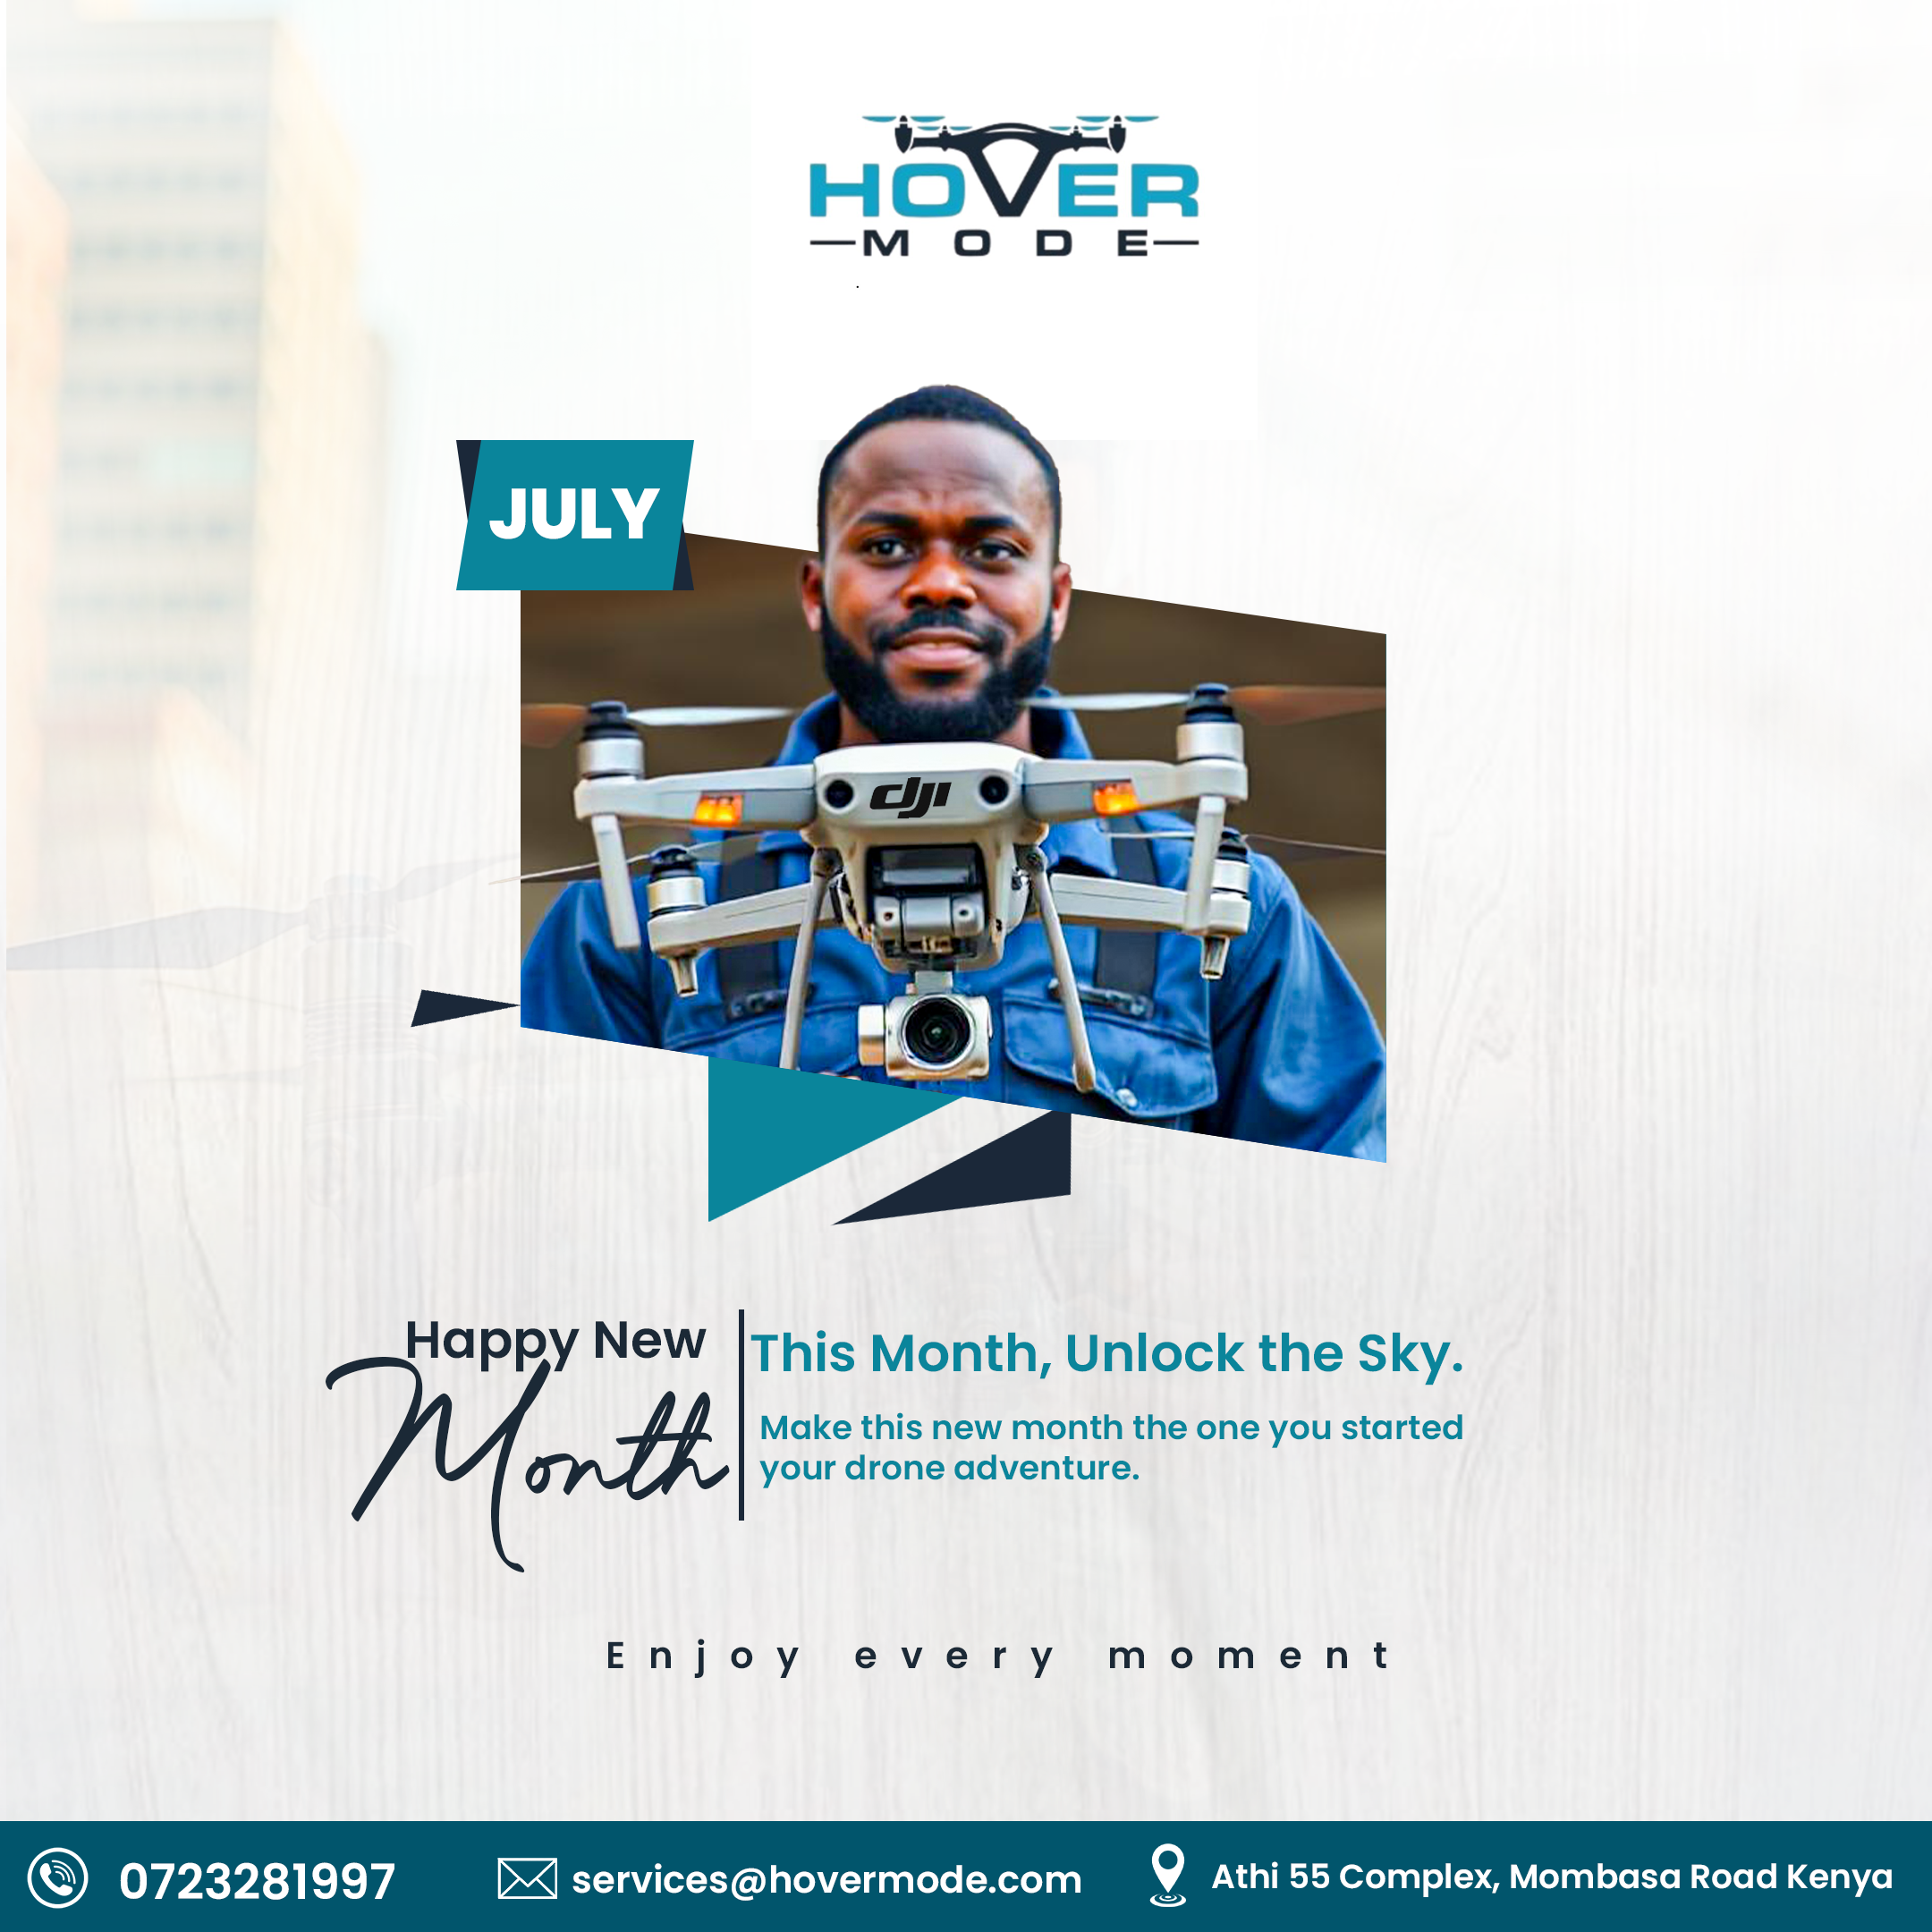 HOVER
MODE
JULY
dji
Happy New
Month
This Month, Unlock the Sky.
Make this new month the one you started
your drone adventure.
Enjoy every moment
0723281997
services@hovermode.com
Athi 55 Complex, Mombasa Road Kenya